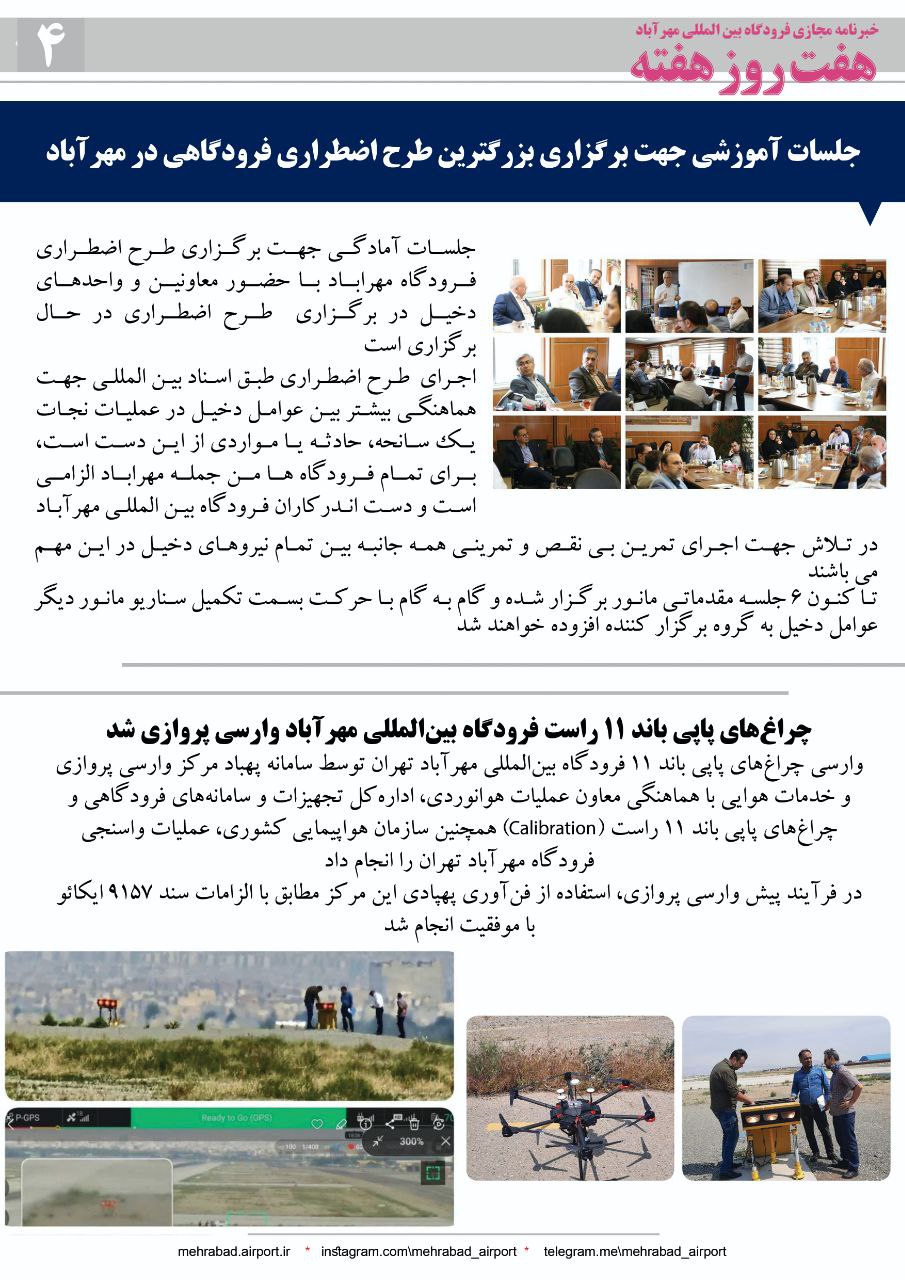 خبرنامه مجازی فرودگاه بین المللی مهرآباد
هفت روز هفته
۴
جلسات آموزشی جهت برگزاری بزرگترین طرح اضطراری فرودگاهی در مهرآباد
جلسات آمادگی جهت برگزاری طرح اضطراری
فرودگاه مهراباد با حضور معاونین و واحدهای
دخیل در برگزاری طرح اضطراری در حال
برگزاری است
اجرای طرح اضطراری طبق اسناد بین المللی جهت
هماهنگی بیشتر بین عوامل دخیل در عملیات نجات
یک سانحه، حادثه یا مواردی از این دست است،
برای تمام فرودگاه ها من جمله مهراباد الزامی
است و دست اندرکاران فرودگاه بین المللی مهرآباد
در تلاش جهت اجرای تمرین بی نقص و تمرینی همه جانبه بین تمام نیروهای دخیل در این مهم
می باشند
تا کنون ۶ جلسه مقدماتی مانور برگزار شده و گام به گام با حرکت بسمت تکمیل سناریو مانور دیگر
عوامل دخیل به گروه برگزار کننده افزوده خواهند شد
چراغ‌های پاپی باند ۱۱ راست فرودگاه بین‌المللی مهرآباد وارسی پروازی شد
وارسی چراغ‌های پاپی باند ۱۱ فرودگاه بین‌المللی مهرآباد تهران توسط سامانه پهباد مرکز وارسی پروازی
و خدمات هوایی با هماهنگی معاون عملیات هوانوردی، اداره‌کل تجهیزات و سامانه‌های فرودگاهی و
چراغ‌های پاپی باند ۱۱ راست (Calibration) همچنین سازمان هواپیمایی کشوری، عملیات واسنجی
فرودگاه مهرآباد تهران را انجام داد
در فرآیند پیش وارسی پروازی، استفاده از فن‌آوری پهپادی این مرکز مطابق با الزامات سند ۹۱۵۷ ایکائو
با موفقیت انجام شد
P-GPS
Ready to Go (GPS)
100 1/400
300%
mehrabad.airport.ir * instagram.com\mehrabad_airport * telegram.me\mehrabad_airport